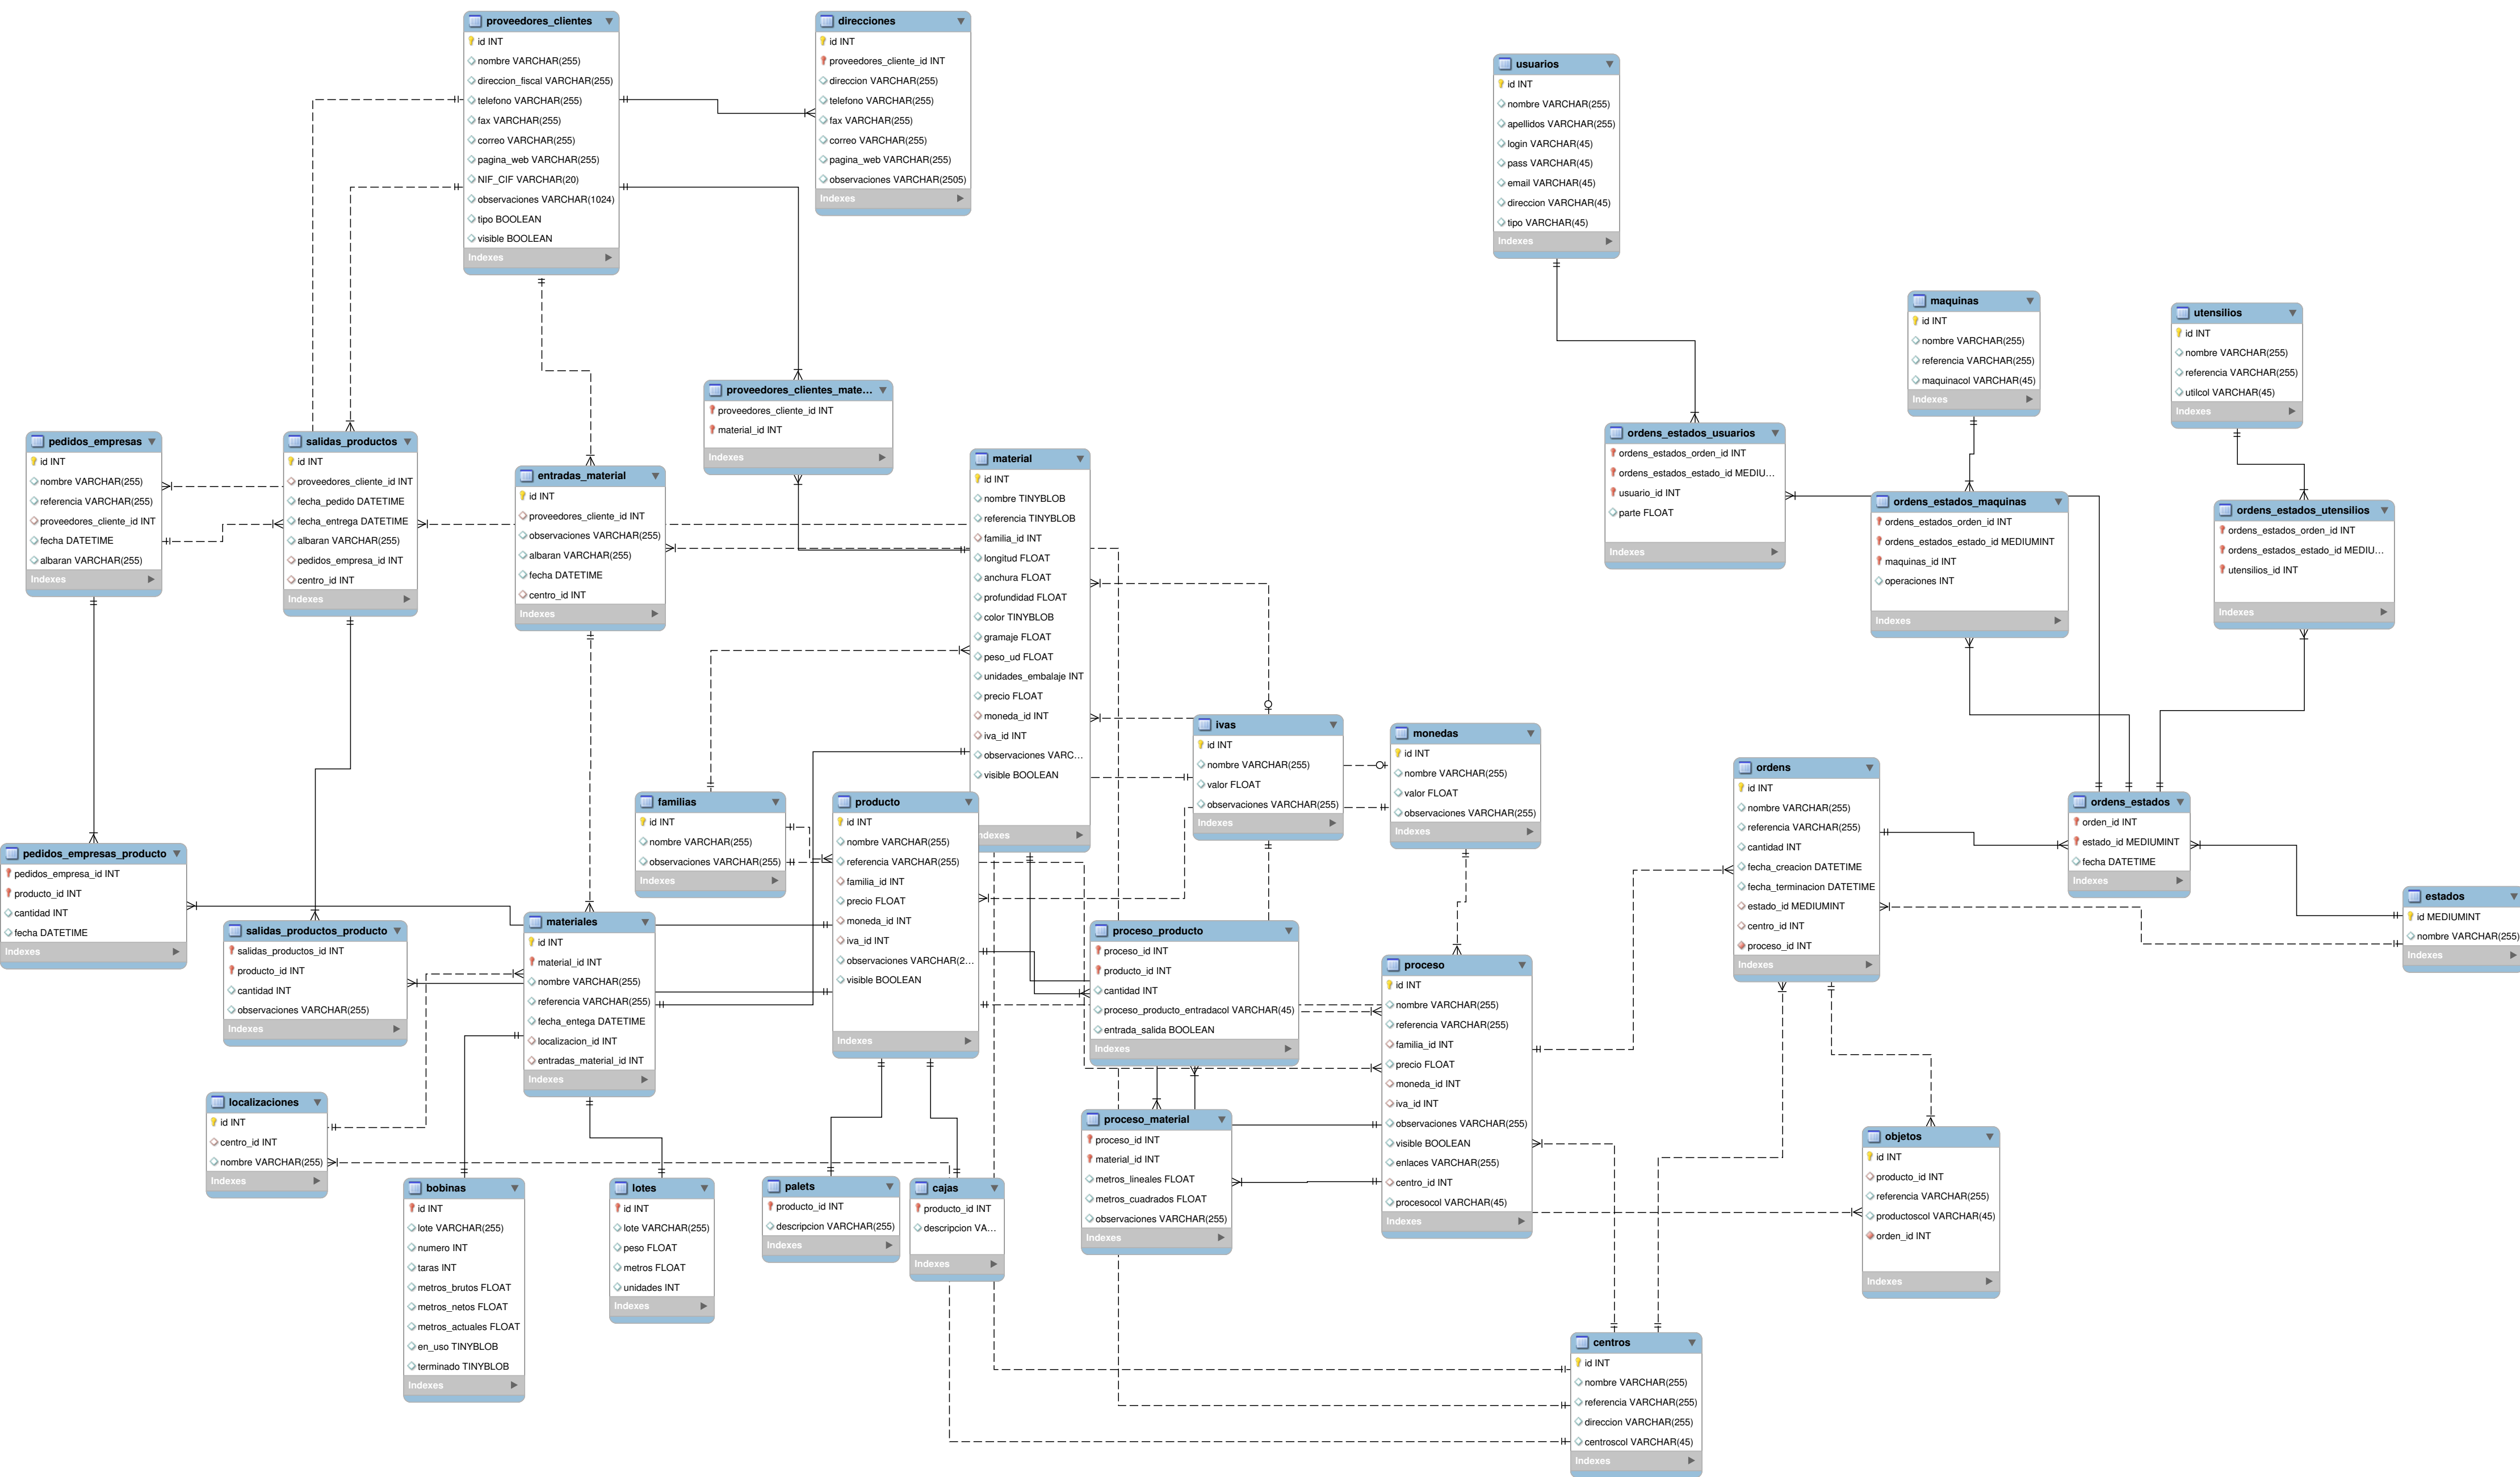 proveedores_clientes
id INT
nombre VARCHAR(255)
direccion_fiscal VARCHAR(255)
telefono VARCHAR(255)
fax VARCHAR(255)
correo VARCHAR(255)
pagina_web VARCHAR(255)
NIF_CIF VARCHAR(20)
observaciones VARCHAR(1024)
tipo BOOLEAN
visible BOOLEAN
Indexes
direcciones
id INT
proveedores_cliente_id INT
direccion VARCHAR(255)
telefono VARCHAR(255)
fax VARCHAR(255)
correo VARCHAR(255)
pagina_web VARCHAR(255)
observaciones VARCHAR(2505)
Indexes
usuarios
id INT
nombre VARCHAR(255)
apellidos VARCHAR(255)
login VARCHAR(45)
pass VARCHAR(45)
email VARCHAR(45)
direccion VARCHAR(45)
tipo VARCHAR(45)
Indexes
maquinas
id INT
nombre VARCHAR(255)
referencia VARCHAR(255)
maquinacol VARCHAR(45)
Indexes
utensilios
id INT
nombre VARCHAR(255)
referencia VARCHAR(255)
utilcol VARCHAR(45)
Indexes
proveedores_clientes_mate...
proveedores_cliente_id INT
material_id INT
Indexes
pedidos_empresas
id INT
nombre VARCHAR(255)
referencia VARCHAR(255)
proveedores_cliente_id INT
fecha DATETIME
albaran VARCHAR(255)
Indexes
salidas_productos
id INT
proveedores_cliente_id INT
fecha_pedido DATETIME
fecha_entrega DATETIME
albaran VARCHAR(255)
pedidos_empresa_id INT
centro_id INT
Indexes
entradas_material
id INT
proveedores_cliente_id INT
observaciones VARCHAR(255)
albaran VARCHAR(255)
fecha DATETIME
centro_id INT
Indexes
material
id INT
nombre TINYBLOB
referencia TINYBLOB
familia_id INT
longitud FLOAT
anchura FLOAT
profundidad FLOAT
color TINYBLOB
gramaje FLOAT
peso_ud FLOAT
unidades_embalaje INT
precio FLOAT
moneda_id INT
iva_id INT
observaciones VARC...
visible BOOLEAN
Indexes
ordens_estados_usuarios
ordens_estados_orden_id INT
ordens_estados_estado_id MEDIU...
usuario_id INT
parte FLOAT
Indexes
ordens_estados_maquinas
ordens_estados_orden_id INT
ordens_estados_estado_id MEDIUMINT
maquinas_id INT
operaciones INT
Indexes
ordens_estados_utensilios
ordens_estados_orden_id INT
ordens_estados_estado_id MEDIU...
utensilios_id INT
Indexes
ivas
id INT
nombre VARCHAR(255)
valor FLOAT
observaciones VARCHAR(255)
Indexes
monedas
id INT
nombre VARCHAR(255)
valor FLOAT
observaciones VARCHAR(255)
Indexes
familias
id INT
nombre VARCHAR(255)
observaciones VARCHAR(255)
Indexes
producto
id INT
nombre VARCHAR(255)
referencia VARCHAR(255)
familia_id INT
precio FLOAT
moneda_id INT
iva_id INT
observaciones VARCHAR(2...
visible BOOLEAN
Indexes
ordens
id INT
nombre VARCHAR(255)
referencia VARCHAR(255)
cantidad INT
fecha_creacion DATETIME
fecha_terminacion DATETIME
estado_id MEDIUMINT
centro_id INT
proceso_id INT
Indexes
ordens_estados
orden_id INT
estado_id MEDIUMINT
fecha DATETIME
Indexes
estados
id MEDIUMINT
nombre VARCHAR(255)
Indexes
pedidos_empresas_producto
pedidos_empresa_id INT
producto_id INT
cantidad INT
fecha DATETIME
Indexes
salidas_productos_producto
salidas_productos_id INT
producto_id INT
cantidad INT
observaciones VARCHAR(255)
Indexes
materiales
id INT
material_id INT
nombre VARCHAR(255)
referencia VARCHAR(255)
fecha_entega DATETIME
localizacion_id INT
entradas_material_id INT
Indexes
proceso_producto
proceso_id INT
producto_id INT
cantidad INT
proceso_producto_entradacol VARCHAR(45)
entrada_salida BOOLEAN
Indexes
proceso
id INT
nombre VARCHAR(255)
referencia VARCHAR(255)
familia_id INT
precio FLOAT
moneda_id INT
iva_id INT
observaciones VARCHAR(255)
visible BOOLEAN
enlaces VARCHAR(255)
centro_id INT
procesocol VARCHAR(45)
Indexes
localizaciones
id INT
centro_id INT
nombre VARCHAR(255)
Indexes
proceso_material
proceso_id INT
material_id INT
metros_lineales FLOAT
metros_cuadrados FLOAT
observaciones VARCHAR(255)
Indexes
objetos
id INT
producto_id INT
referencia VARCHAR(255)
productoscol VARCHAR(45)
orden_id INT
Indexes
bobinas
id INT
lote VARCHAR(255)
numero INT
taras INT
metros_brutos FLOAT
metros_netos FLOAT
metros_actuales FLOAT
en_uso TINYBLOB
terminado TINYBLOB
Indexes
lotes
id INT
lote VARCHAR(255)
peso FLOAT
metros FLOAT
unidades INT
Indexes
palets
producto_id INT
descripcion VARCHAR(255)
Indexes
cajas
producto_id INT
descripcion VA...
Indexes
centros
id INT
nombre VARCHAR(255)
referencia VARCHAR(255)
direccion VARCHAR(255)
centroscol VARCHAR(45)
Indexes